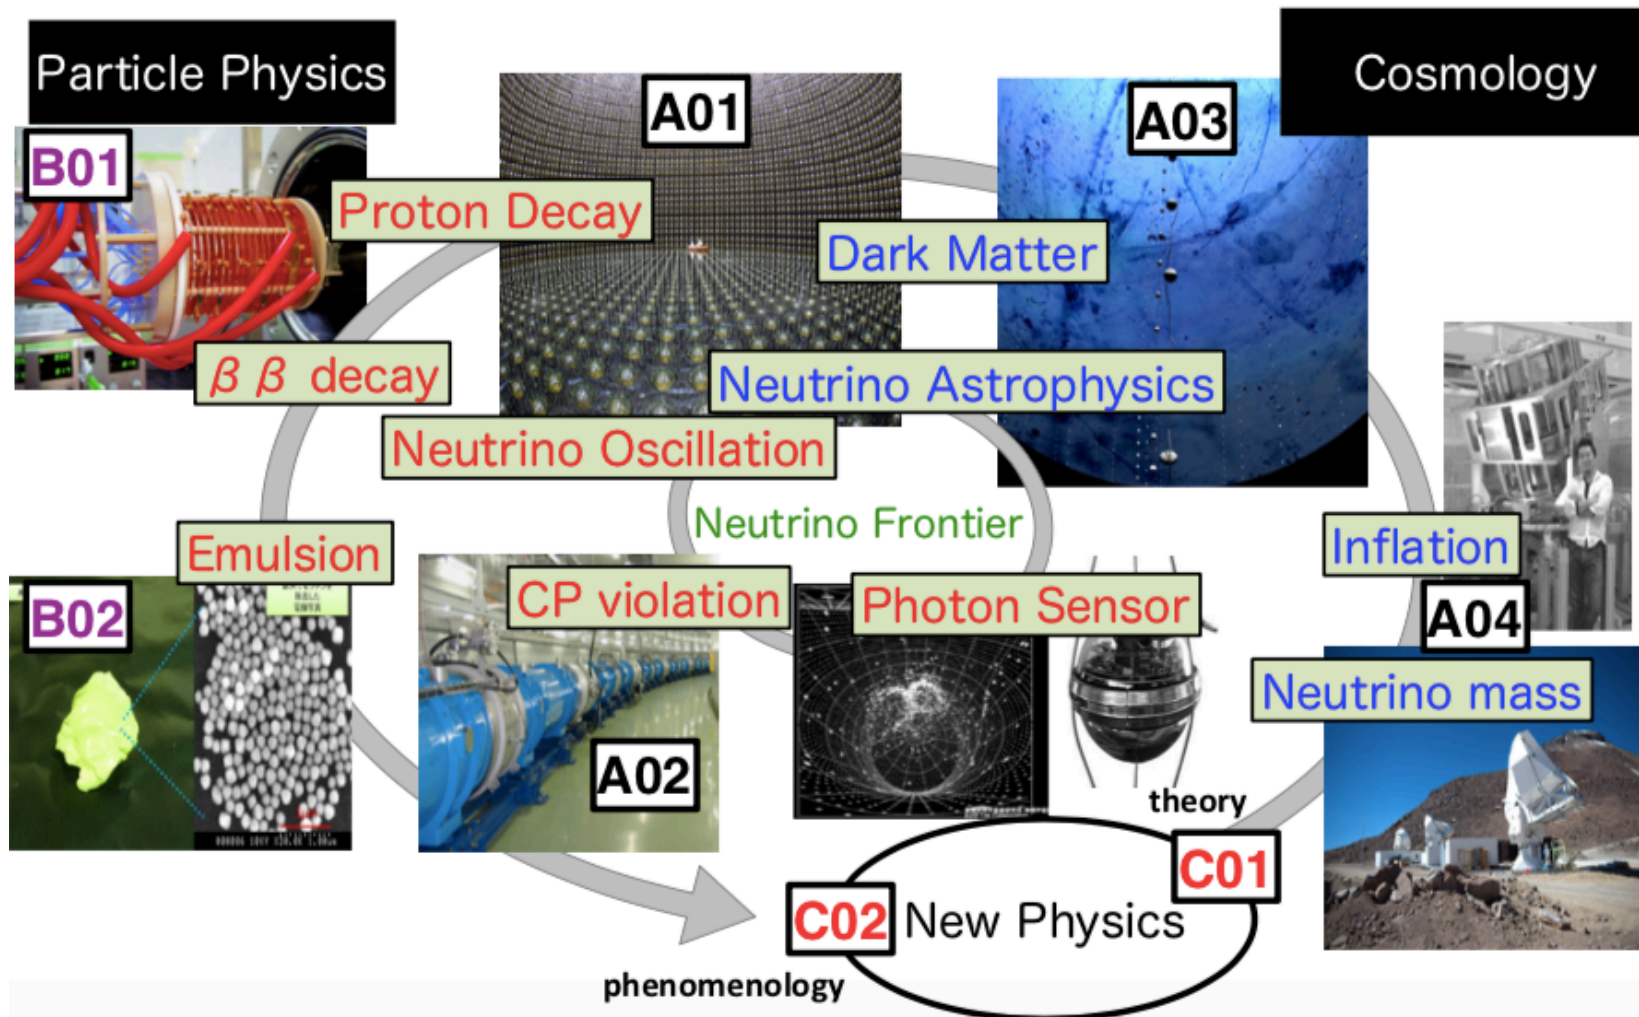 Particle Physics
Cosmology
A01
A03
B01
Proton Decay
Dark Matter
β β decay
Neutrino Astrophysics
Neutrino Oscillation
Neutrino Frontier
Inflation
Emulsion
CP violation
Photon Sensor
A04
B02
Neutrino mass
A02
theory
C01
C02 New Physics
phenomenology